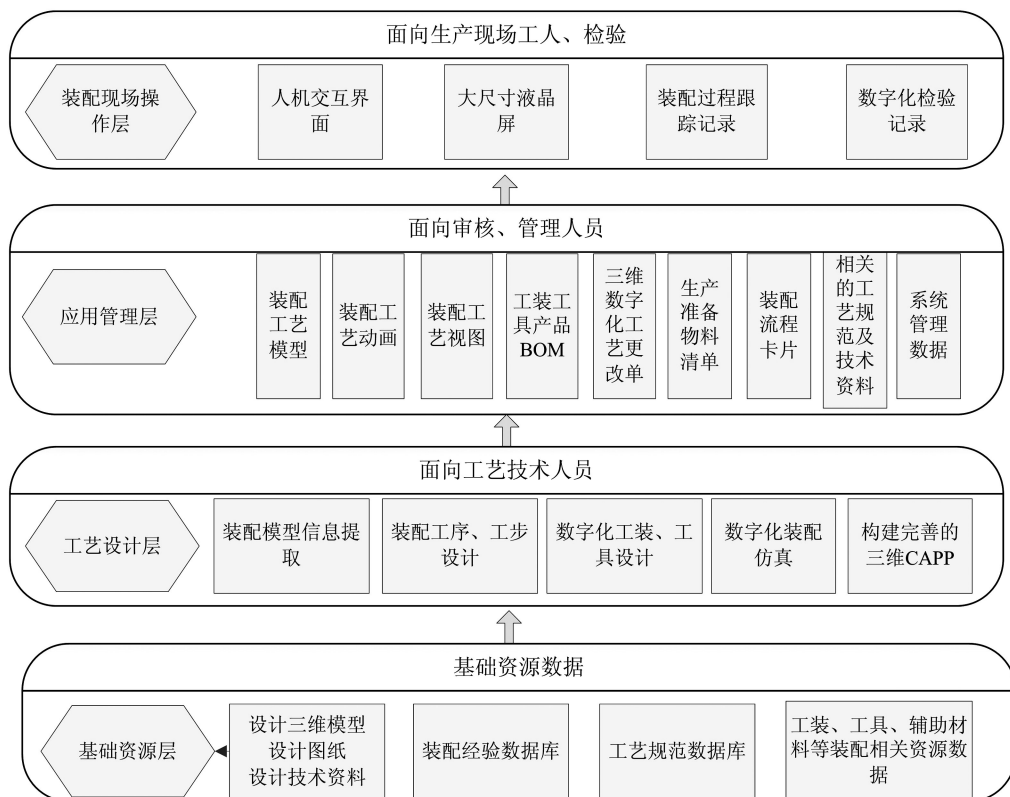 面向生产现场工人、检验
装配现场操
作层
人机交互界
面
大尺寸液晶
屏
装配过程跟
踪记录
数字化检验
记录
面向审核、管理人员
应用管理层
装配
工艺
模型
装配工
艺动画
装配工
艺视图
工装工
具产品
BOM
三维
数字
化工
艺更
改单
生产
准备
物料
清单
装配
流程
卡片
相关
的工
艺规
范及
技术
资料
系统
管理
数据
面向工艺技术人员
工艺设计层
装配模型信息提
取
装配工序、工步
设计
数字化工装、工
具设计
数字化装配
仿真
构建完善的
三维CAPP
基础资源数据
基础资源层
设计三维模型
设计图纸
设计技术资料
装配经验数据库
工艺规范数据库
工装、工具、辅助材
料等装配相关资源数
据